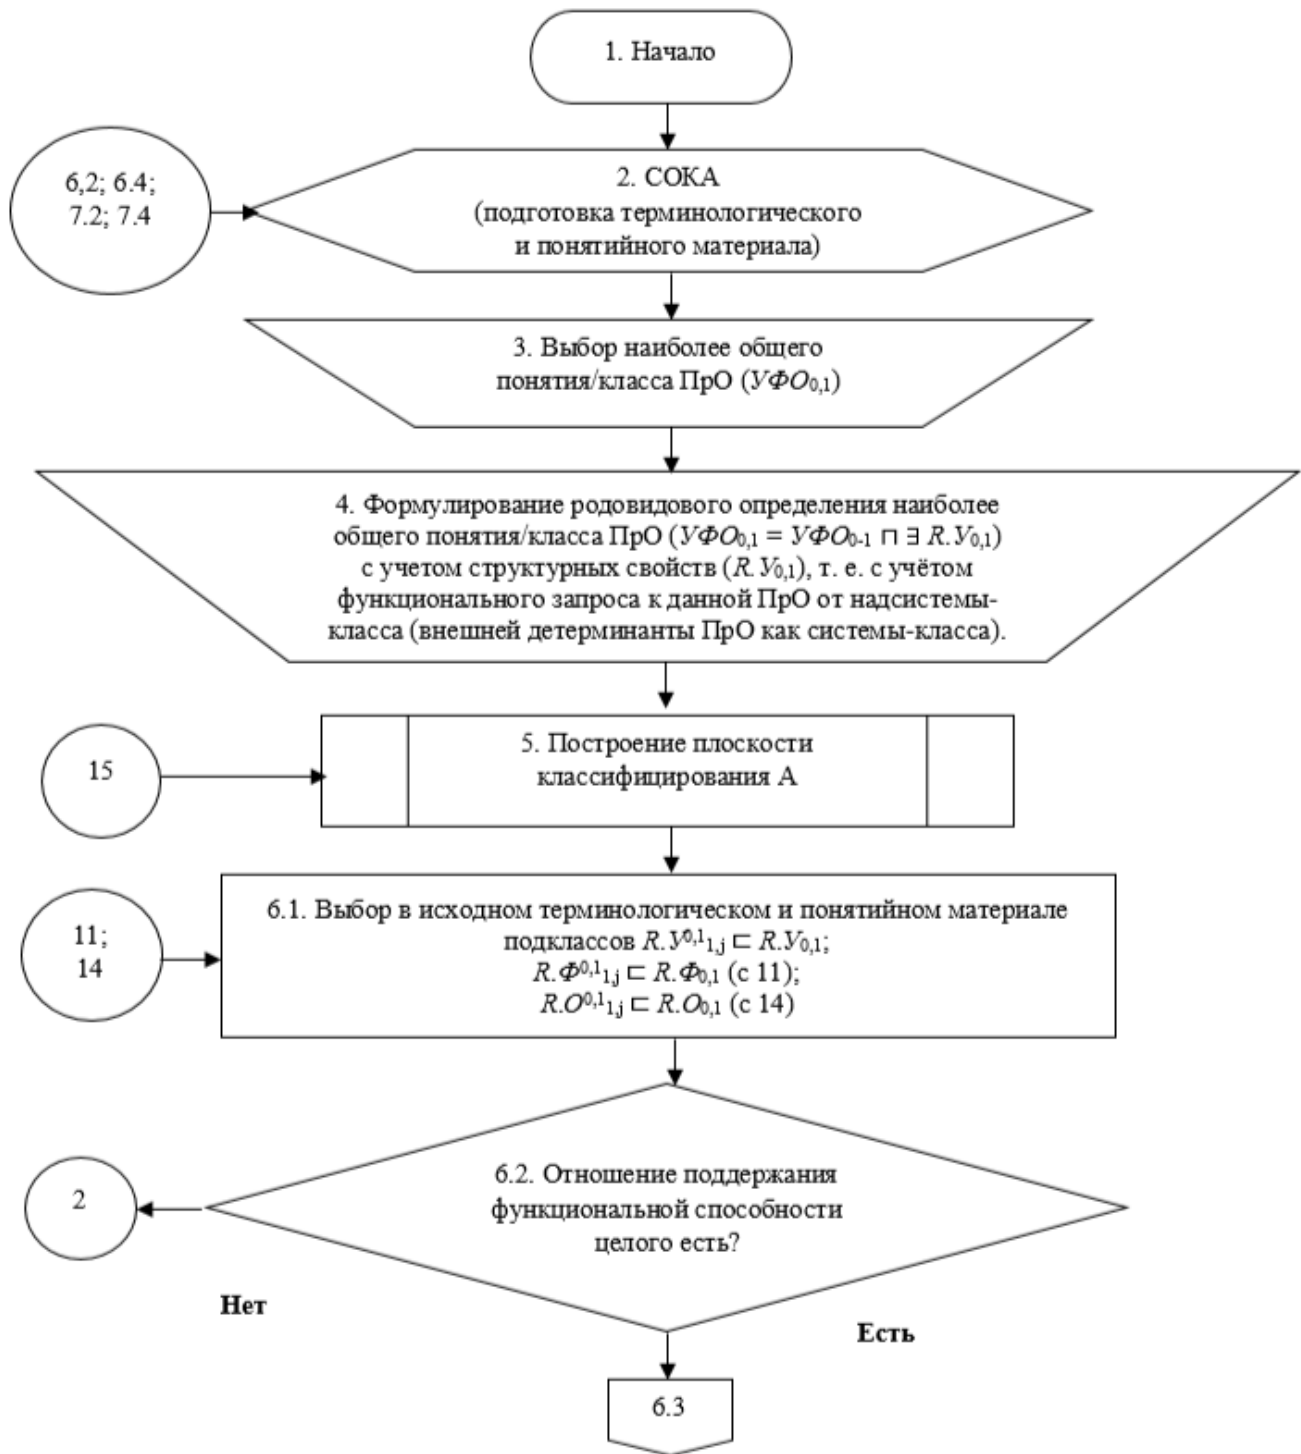 1. Начало
6,2; 6.4;
7.2; 7.4
2. СОКА
(подготовка терминологического
и понятийного материала)
3. Выбор наиболее общего
понятия/класса ПрО (УФО₀,₁)
4. Формулирование родовидового определения наиболее
общего понятия/класса ПрО (УФО₀,₁ = УФО₀₋₁ ⊓ ∃ R.У₀,₁)
с учетом структурных свойств (R.У₀,₁), т. е. с учётом
функционального запроса к данной ПрО от надсистемы-
класса (внешней детерминанты ПрО как системы-класса).
15
5. Построение плоскости
классифицирования А
11;
14
6.1. Выбор в исходном терминологическом и понятийном материале
подклассов R.У⁰,¹₁,ⱼ ⊏ R.У₀,₁;
R.Ф⁰,¹₁,ⱼ ⊏ R.Ф₀,₁ (с 11);
R.О⁰,¹₁,ⱼ ⊏ R.О₀,₁ (с 14)
2
6.2. Отношение поддержания
функциональной способности
целого есть?
Нет
Есть
6.3